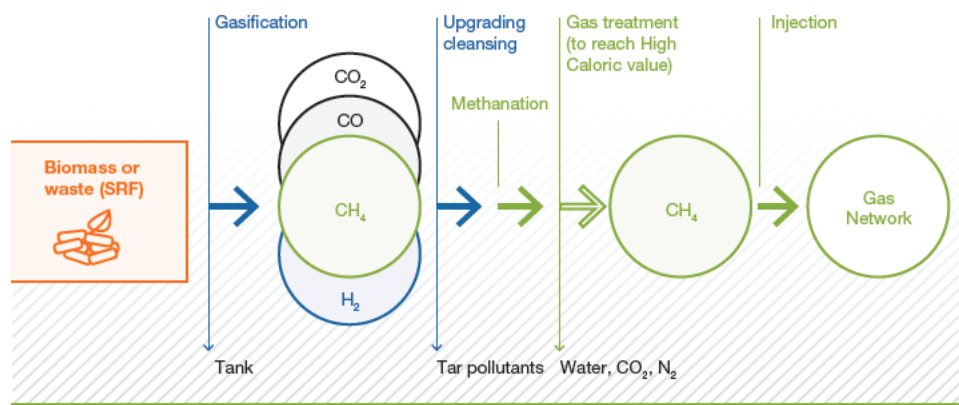 Gasification
Upgrading
cleansing
Gas treatment
(to reach High
Caloric value)
Injection
Methanation
CO₂
CO
CH₄
H₂
Biomass or
waste (SRF)
CH₄
Gas
Network
Tank
Tar pollutants
Water, CO₂, N₂